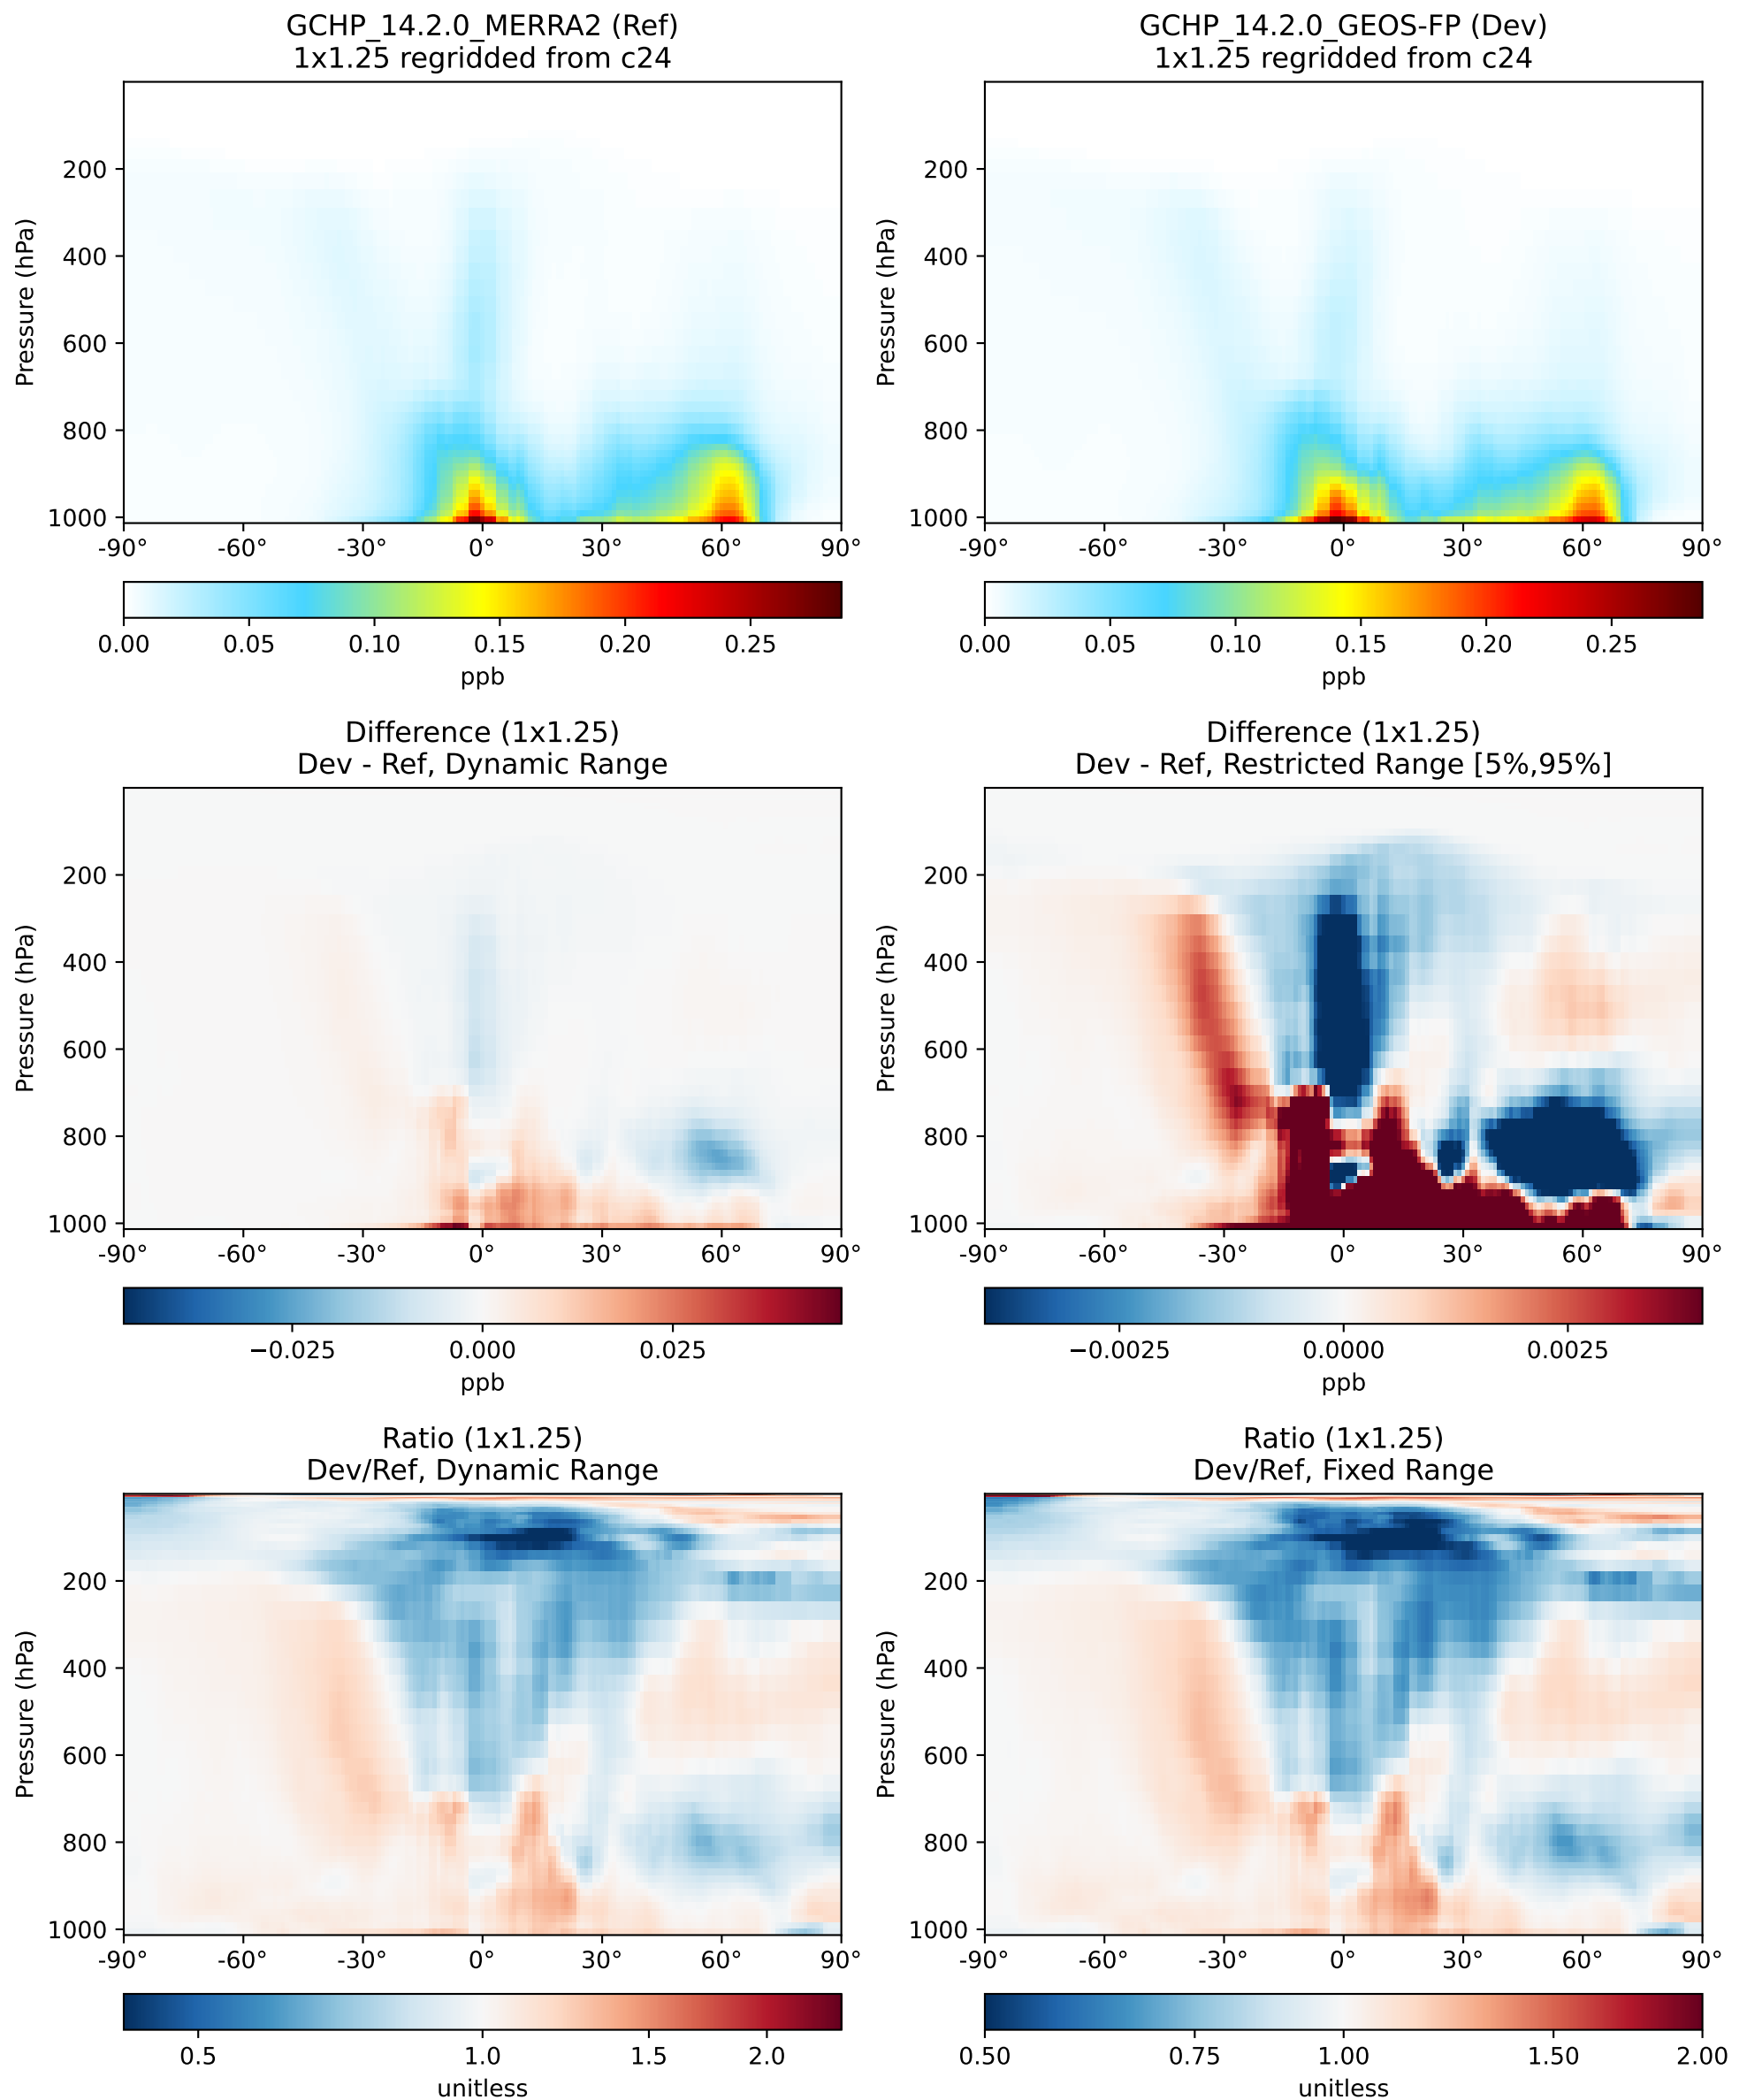 GCHP_14.2.0_MERRA2 (Ref)
1x1.25 regridded from c24
GCHP_14.2.0_GEOS-FP (Dev)
1x1.25 regridded from c24
Pressure (hPa)
200
400
600
800
1000
-90° -60° -30° 0° 30° 60° 90°
0.00 0.05 0.10 0.15 0.20 0.25
ppb
Pressure (hPa)
200
400
600
800
1000
-90° -60° -30° 0° 30° 60° 90°
0.00 0.05 0.10 0.15 0.20 0.25
ppb
Difference (1x1.25)
Dev - Ref, Dynamic Range
Difference (1x1.25)
Dev - Ref, Restricted Range [5%,95%]
Pressure (hPa)
200
400
600
800
1000
-90° -60° -30° 0° 30° 60° 90°
−0.025 0.000 0.025
ppb
Pressure (hPa)
200
400
600
800
1000
-90° -60° -30° 0° 30° 60° 90°
−0.0025 0.0000 0.0025
ppb
Ratio (1x1.25)
Dev/Ref, Dynamic Range
Ratio (1x1.25)
Dev/Ref, Fixed Range
Pressure (hPa)
200
400
600
800
1000
-90° -60° -30° 0° 30° 60° 90°
0.5 1.0 1.5 2.0
unitless
Pressure (hPa)
200
400
600
800
1000
-90° -60° -30° 0° 30° 60° 90°
0.50 0.75 1.00 1.50 2.00
unitless